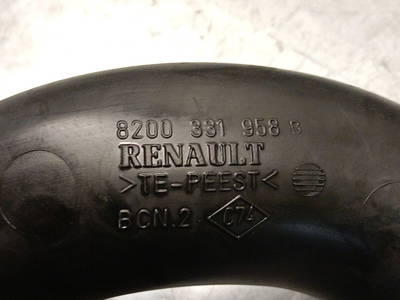 8200 331 958 B
RENAULT
>TE-PEEST<
BCN.2 C74